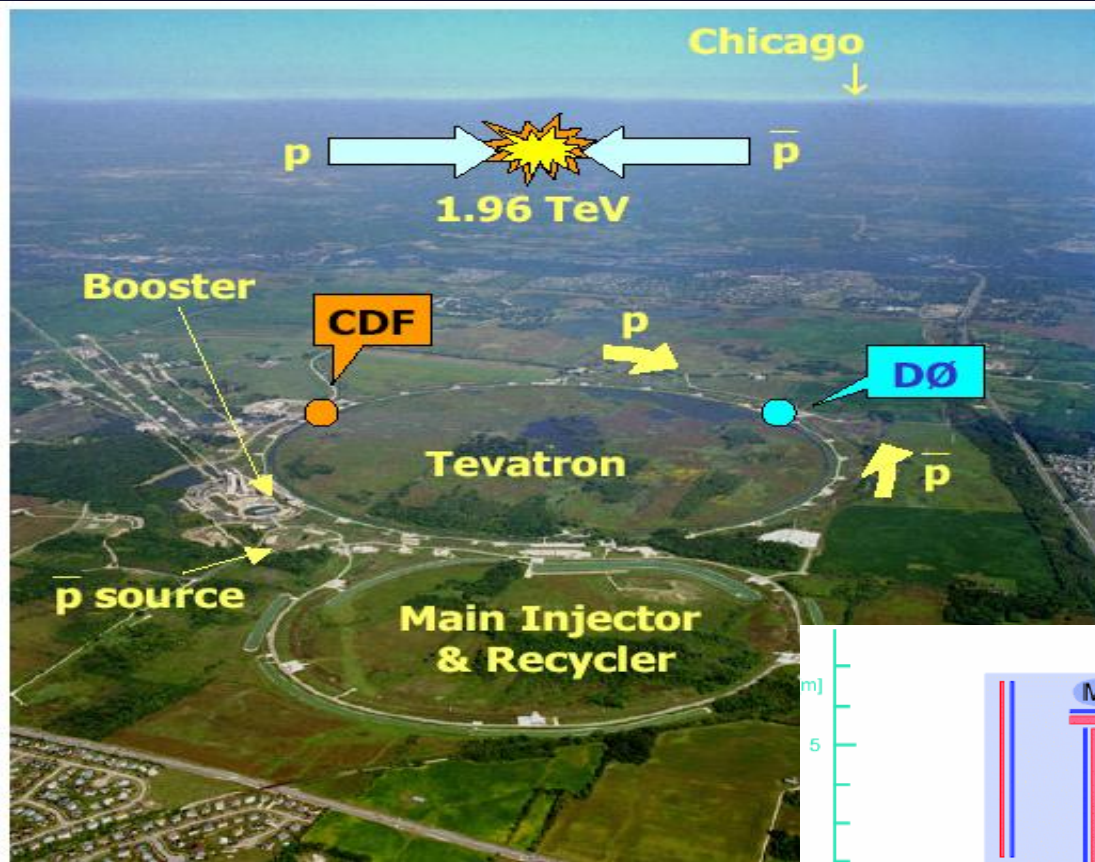 Chicago
↓
p p̅
1.96 TeV
Booster
CDF
p
DØ
Tevatron
p̅
p̅ source
Main Injector
& Recycler
m]
5
M